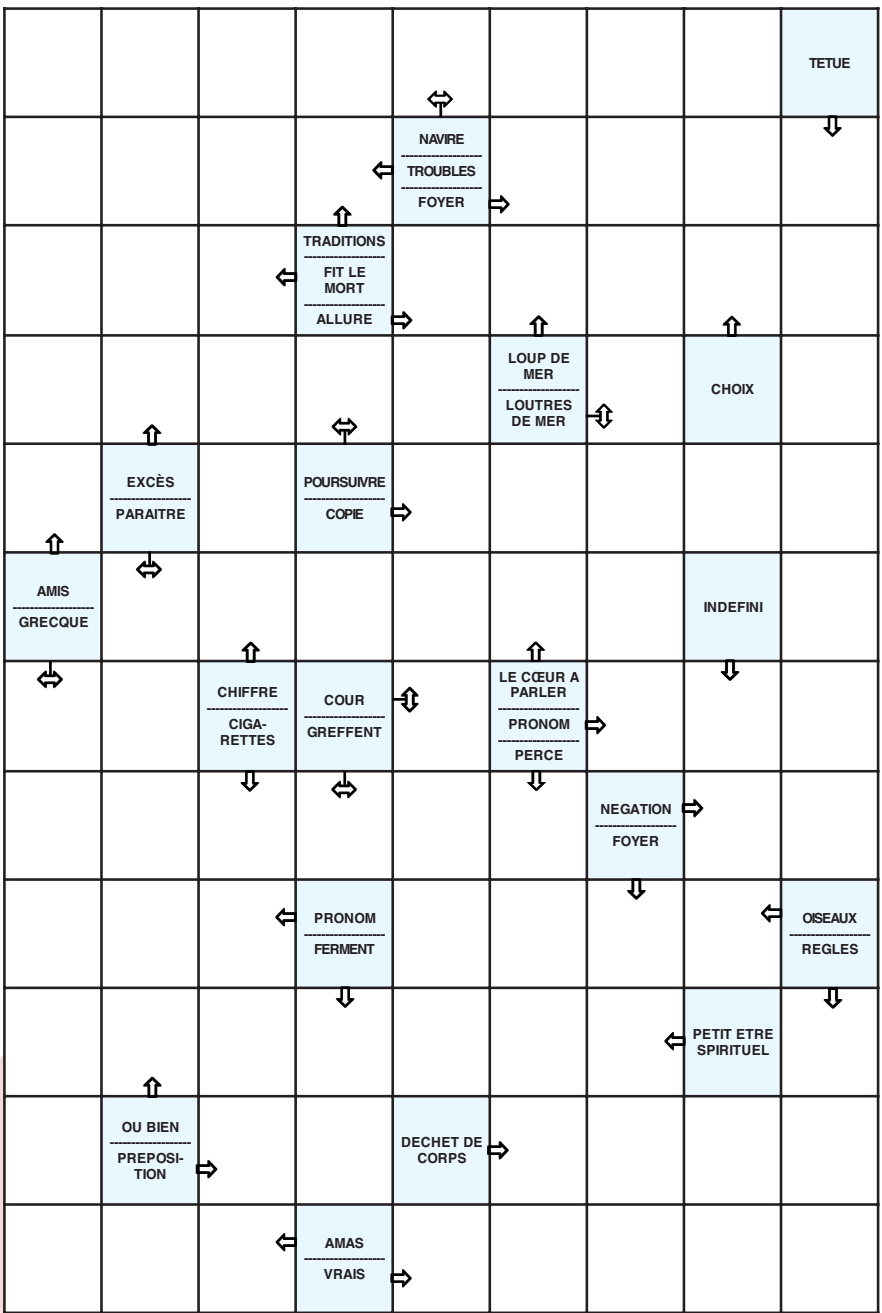 TETUE
NAVIRE
TROUBLES
FOYER
TRADITIONS
FIT LE
MORT
ALLURE
LOUP DE
MER
LOUTRES
DE MER
CHOIX
EXCÈS
PARAITRE
POURSUIVRE
COPIE
AMIS
GRECQUE
INDEFINI
CHIFFRE
CIGA-
RETTES
COUR
GREFFENT
LE CŒUR A
PARLER
PRONOM
PERCE
NEGATION
FOYER
PRONOM
FERMENT
OISEAUX
REGLES
PETIT ETRE
SPIRITUEL
OU BIEN
PREPOSI-
TION
DECHET DE
CORPS
AMAS
VRAIS